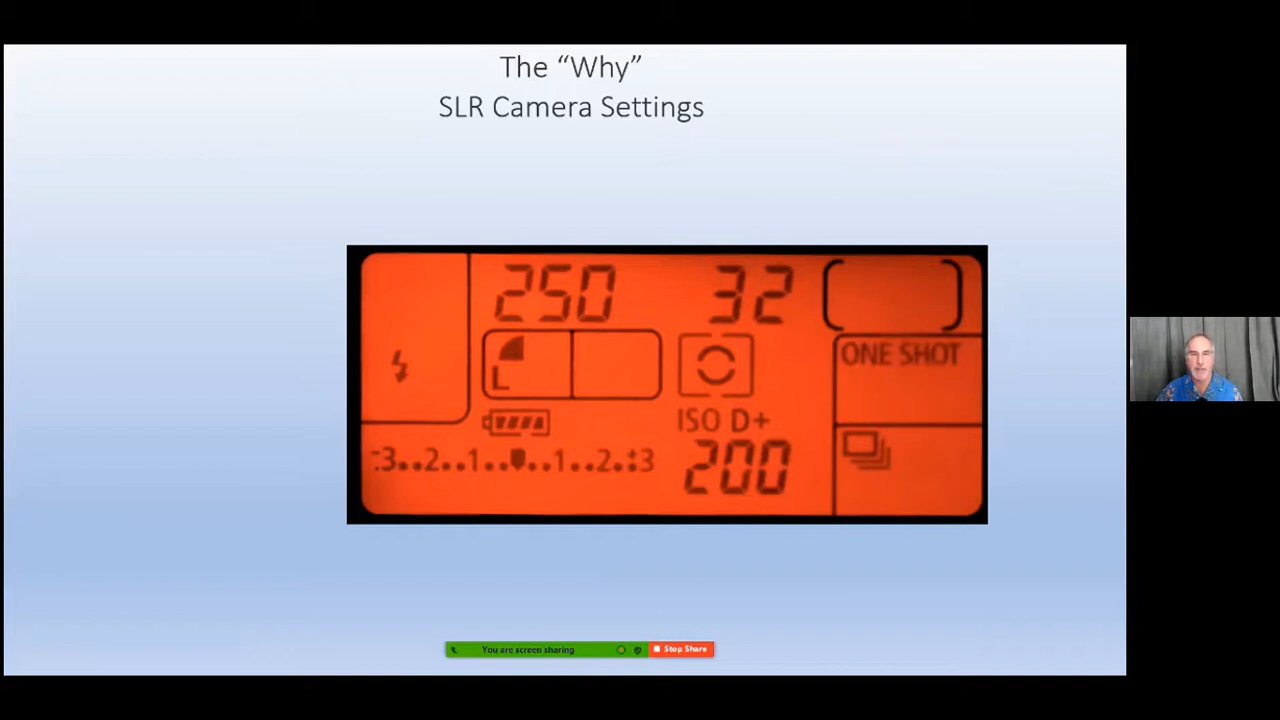 The “Why”
SLR Camera Settings
250 32
ONE SHOT
L
ISO D+
-3..2..1..▮..1..2..+3
200
You are screen sharing
Stop Share